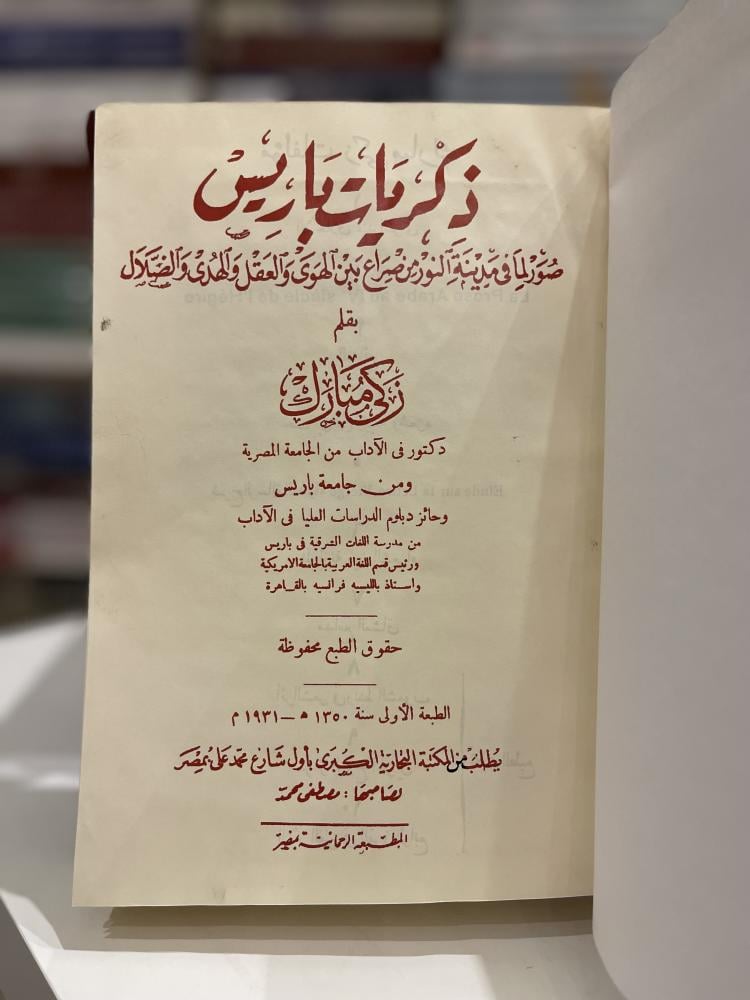 ذكريات باريس
صور لما في مدينة النور من صراع بين الهوى والعقل والهدى والضلال
بقلم
زكي مبارك
دكتور فى الآداب من الجامعة المصرية
ومن جامعة باريس
وحائز دبلوم الدراسات العليا فى الآداب
من مدرسة اللغات الشرقية فى باريس
ورئيس قسم اللغة العربية بالجامعة الامريكية
واستاذ بالليسيه فرانسيه بالقاهرة
حقوق الطبع محفوظة
الطبعة الأولى سنة ١٣٥٠ ه – ١٩٣١ م
يطلب من المكتبة التجارية الكبرى بأول شارع محمد على بمصر
لصاحبها : مصطفى محمد
المطبعة الرحمانية بمصر